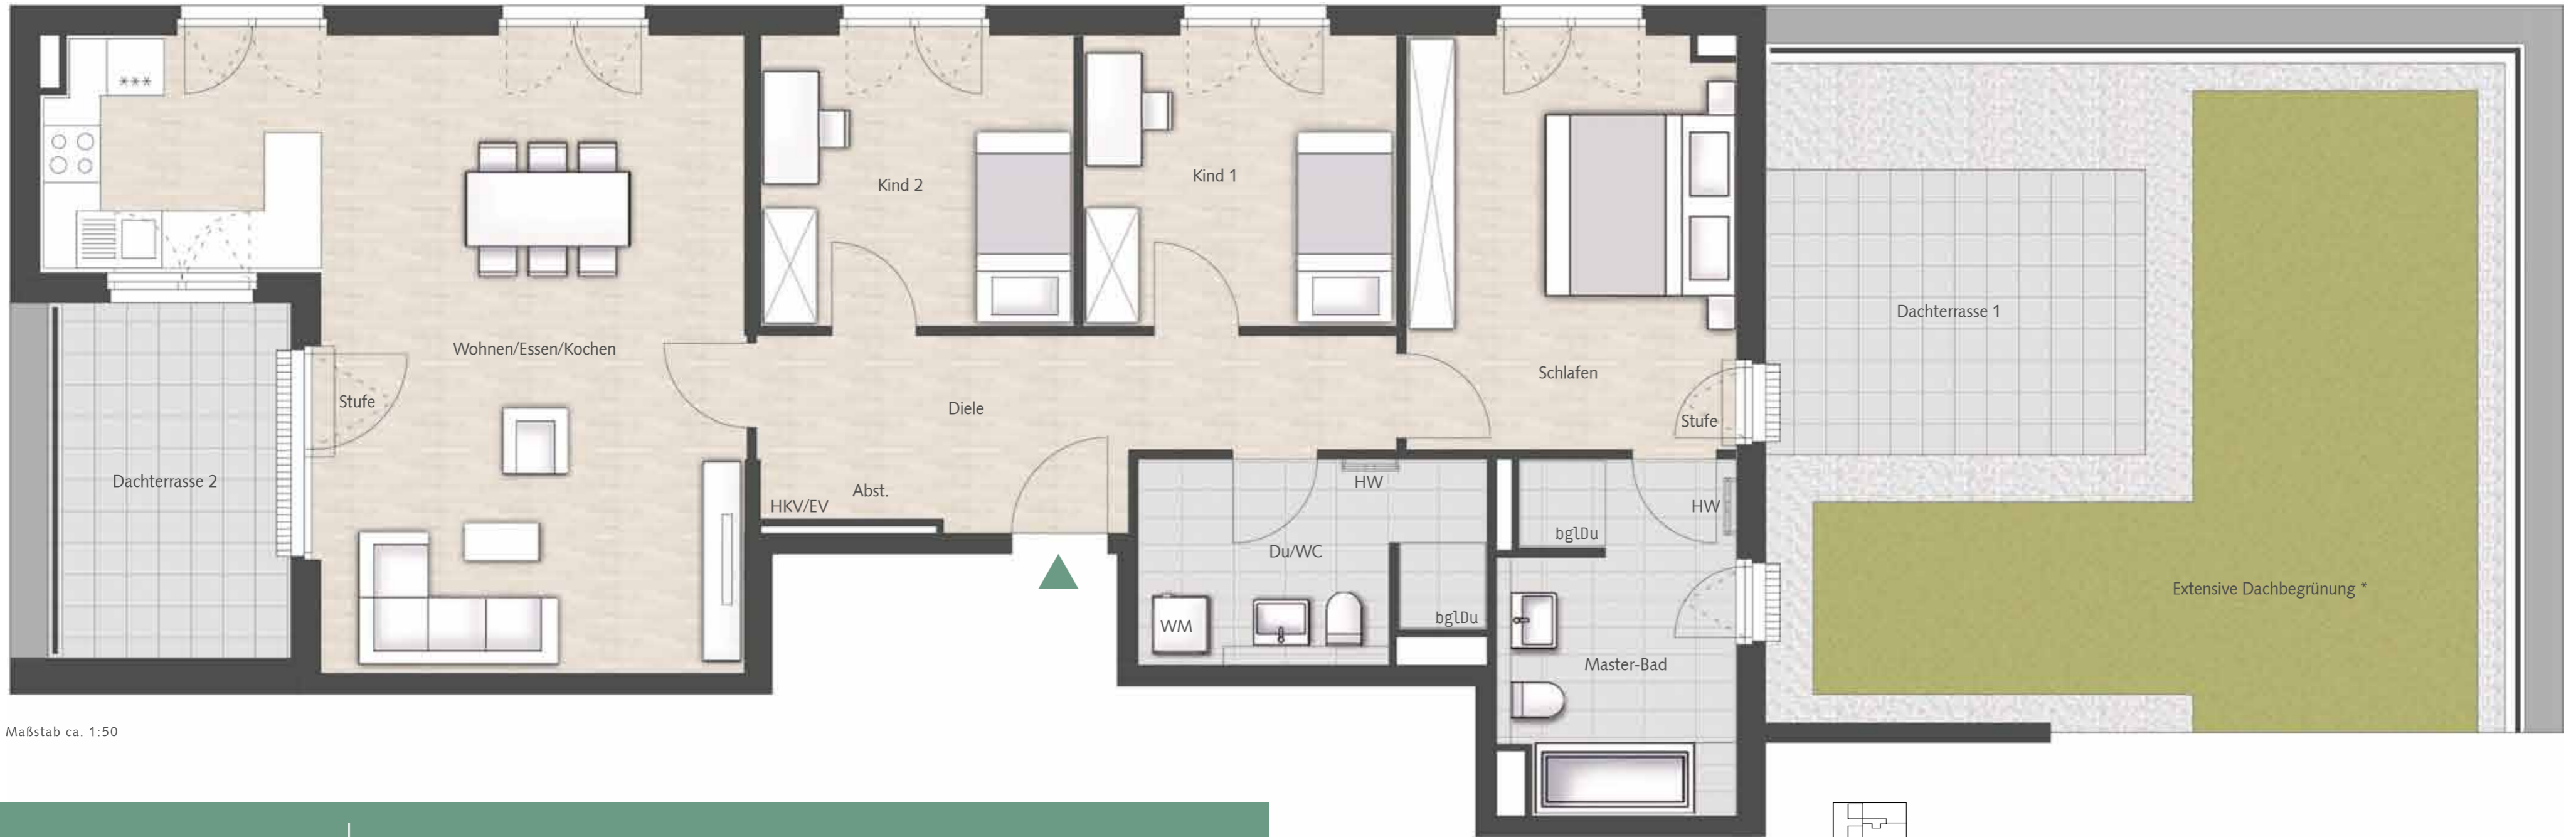 ***
Kind 2
Kind 1
Dachterrasse 1
Wohnen/Essen/Kochen
Schlafen
Stufe
Diele
Stufe
Dachterrasse 2
HKV/EV
Abst.
HW
HW
bglDu
Du/WC
bglDu
WM
Master-Bad
Extensive Dachbegrünung *
Maßstab ca. 1:50